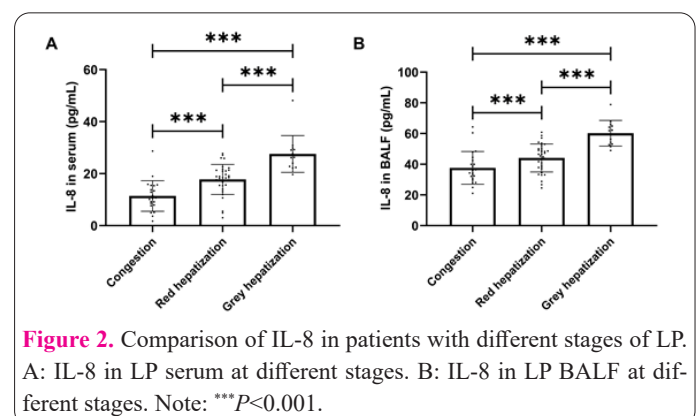 A
***
***
***
IL-8 in serum (pg/mL)
60
40
20
0
Congestion
Red hepatization
Grey hepatization
B
***
***
***
IL-8 in BALF (pg/mL)
100
80
60
40
20
0
Congestion
Red hepatization
Grey hepatization
Figure 2. Comparison of IL-8 in patients with different stages of LP.
A: IL-8 in LP serum at different stages. B: IL-8 in LP BALF at dif-
ferent stages. Note: ***P<0.001.